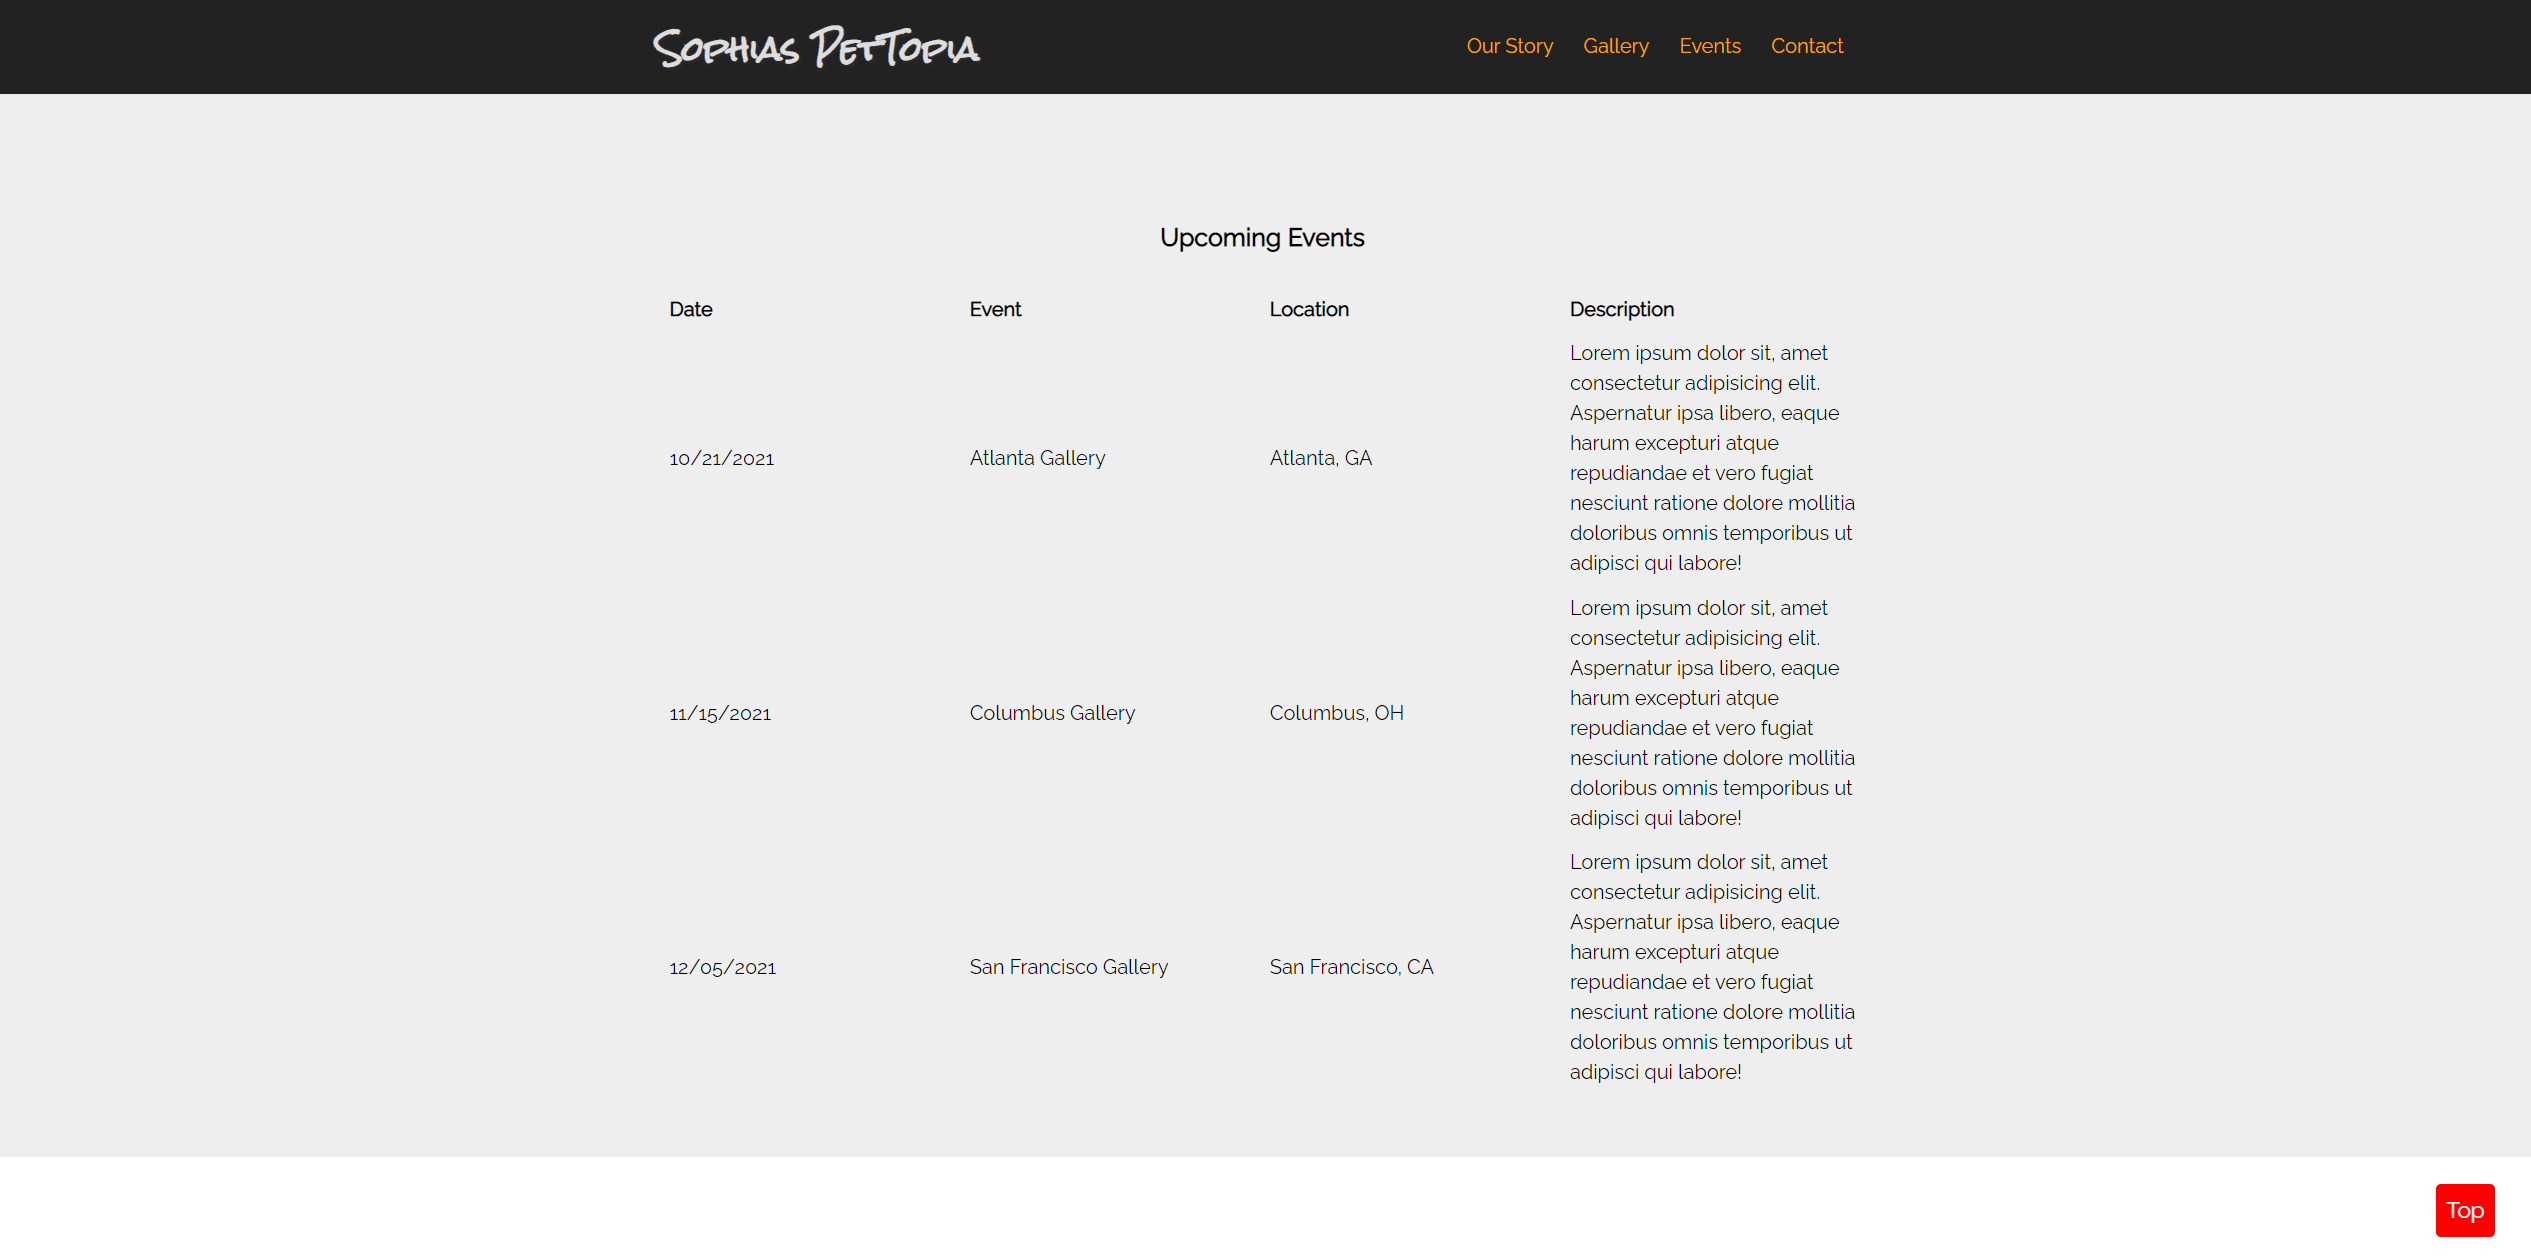 Sophias PetTopia
Our Story Gallery Events Contact
Upcoming Events
Date Event Location Description
10/21/2021 Atlanta Gallery Atlanta, GA
Lorem ipsum dolor sit, amet
consectetur adipisicing elit.
Aspernatur ipsa libero, eaque
harum excepturi atque
repudiandae et vero fugiat
nesciunt ratione dolore mollitia
doloribus omnis temporibus ut
adipisci qui labore!
11/15/2021 Columbus Gallery Columbus, OH
Lorem ipsum dolor sit, amet
consectetur adipisicing elit.
Aspernatur ipsa libero, eaque
harum excepturi atque
repudiandae et vero fugiat
nesciunt ratione dolore mollitia
doloribus omnis temporibus ut
adipisci qui labore!
12/05/2021 San Francisco Gallery San Francisco, CA
Lorem ipsum dolor sit, amet
consectetur adipisicing elit.
Aspernatur ipsa libero, eaque
harum excepturi atque
repudiandae et vero fugiat
nesciunt ratione dolore mollitia
doloribus omnis temporibus ut
adipisci qui labore!
Top